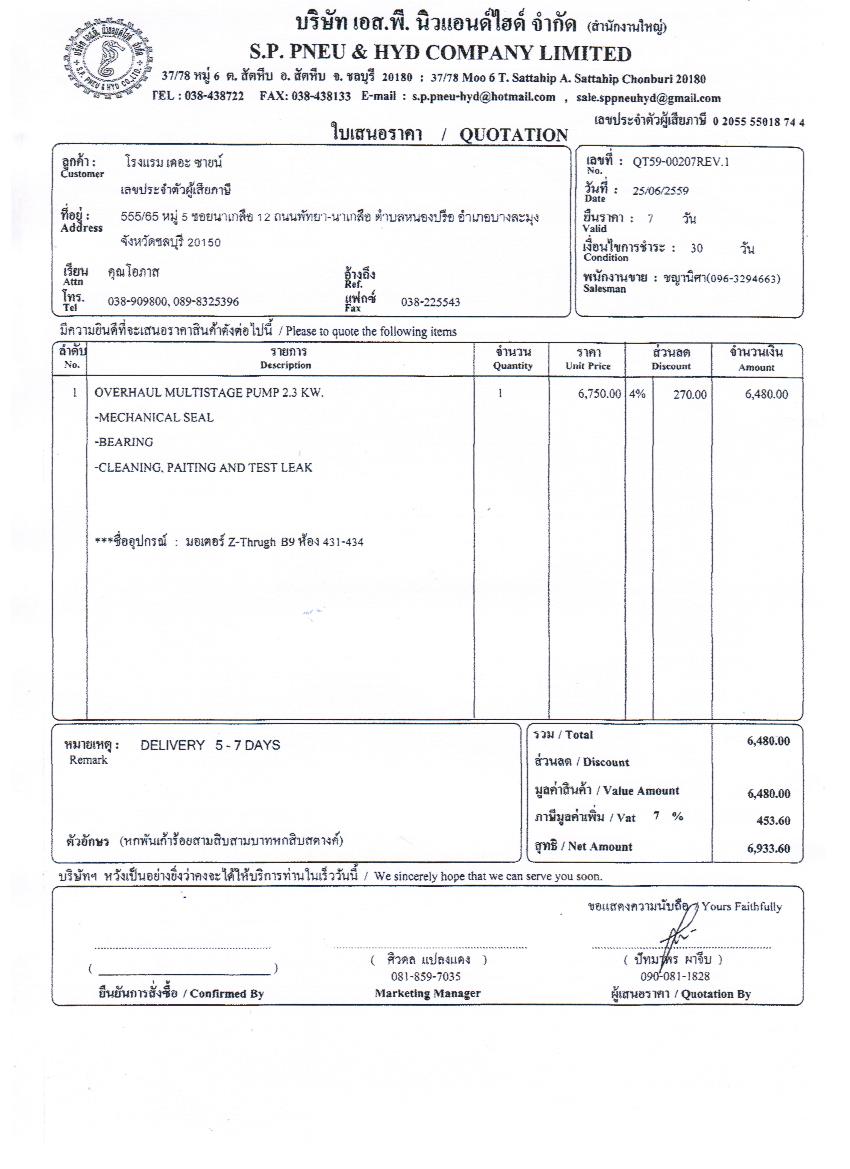 บริษัท เอส.พี. นิวแอนด์ไฮด์ จำกัด (สำนักงานใหญ่)
S.P. PNEU & HYD COMPANY LIMITED
37/78 หมู่ 6 ต. สัตหีบ อ. สัตหีบ จ. ชลบุรี 20180 : 37/78 Moo 6 T. Sattahip A. Sattahip Chonburi 20180
TEL : 038-438722 FAX: 038-438133 E-mail : s.p.pneu-hyd@hotmail.com , sale.sppneuhyd@gmail.com
เลขประจำตัวผู้เสียภาษี 0 2055 55018 74 4
ใบเสนอราคา / QUOTATION
ลูกค้า : โรงแรม เดอะ ซายน์
Customer
เลขประจำตัวผู้เสียภาษี
ที่อยู่ : 555/65 หมู่ 5 ซอยนาเกลือ 12 ถนนพัทยา-นาเกลือ ตำบลหนองปรือ อำเภอบางละมุง
Address
จังหวัดชลบุรี 20150
เรียน คุณโอภาส อ้างถึง
Attn Ref.
โทร. 038-909800, 089-8325396 แฟกซ์ 038-225543
Tel Fax
เลขที่ : QT59-00207REV.1
No.
วันที่ : 25/06/2559
Date
ยืนราคา : 7 วัน
Valid
เงื่อนไขการชำระ : 30 วัน
Condition
พนักงานขาย : ชญานิศา(096-3294663)
Salesman
มีความยินดีที่จะเสนอราคาสินค้าดังต่อไปนี้ / Please to quote the following items
ลำดับ รายการ จำนวน ราคา ส่วนลด จำนวนเงิน
No. Description Quantity Unit Price Discount Amount
1 OVERHAUL MULTISTAGE PUMP 2.3 KW. 1 6,750.00 4% 270.00 6,480.00
-MECHANICAL SEAL
-BEARING
-CLEANING, PAITING AND TEST LEAK
***ชื่ออุปกรณ์ : มอเตอร์ Z-Thrugh B9 ห้อง 431-434
หมายเหตุ : DELIVERY 5 - 7 DAYS
Remark
ตัวอักษร (หกพันเก้าร้อยสามสิบสามบาทหกสิบสตางค์)
รวม / Total 6,480.00
ส่วนลด / Discount
มูลค่าสินค้า / Value Amount 6,480.00
ภาษีมูลค่าเพิ่ม / Vat 7 % 453.60
สุทธิ / Net Amount 6,933.60
บริษัทฯ หวังเป็นอย่างยิ่งว่าคงจะได้ให้บริการท่านในเร็ววันนี้ / We sincerely hope that we can serve you soon.
ขอแสดงความนับถือ / Yours Faithfully
( ) ( ศิวดล แปลงแดง ) ( ปัทมาพร ผาจีบ )
081-859-7035 090-081-1828
ยืนยันการสั่งซื้อ / Confirmed By Marketing Manager ผู้เสนอราคา / Quotation By